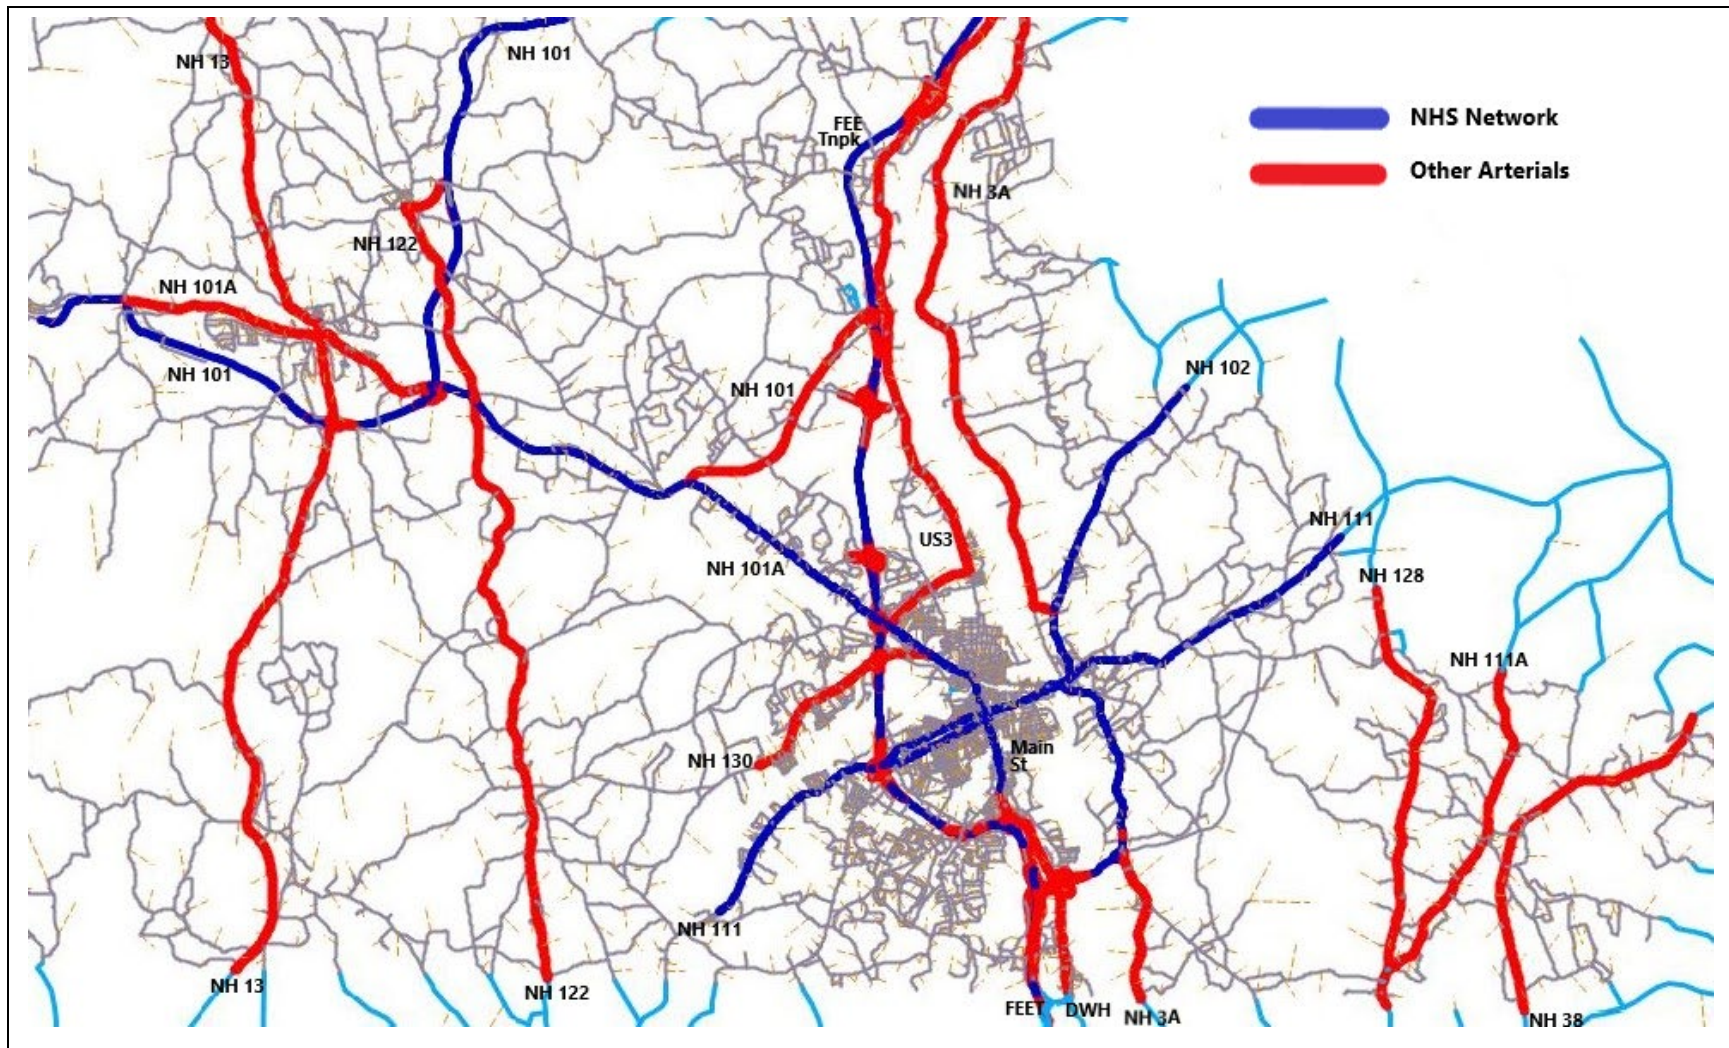 NH 101
NH 13
FEE
Tnpk
NHS Network
Other Arterials
NH 3A
NH 122
NH 101A
NH 101
NH 101
NH 102
US3
NH 101A
NH 111
NH 128
NH 111A
NH 130
Main
St
NH 111
NH 13
NH 122
FEET
DWH
NH 3A
NH 38